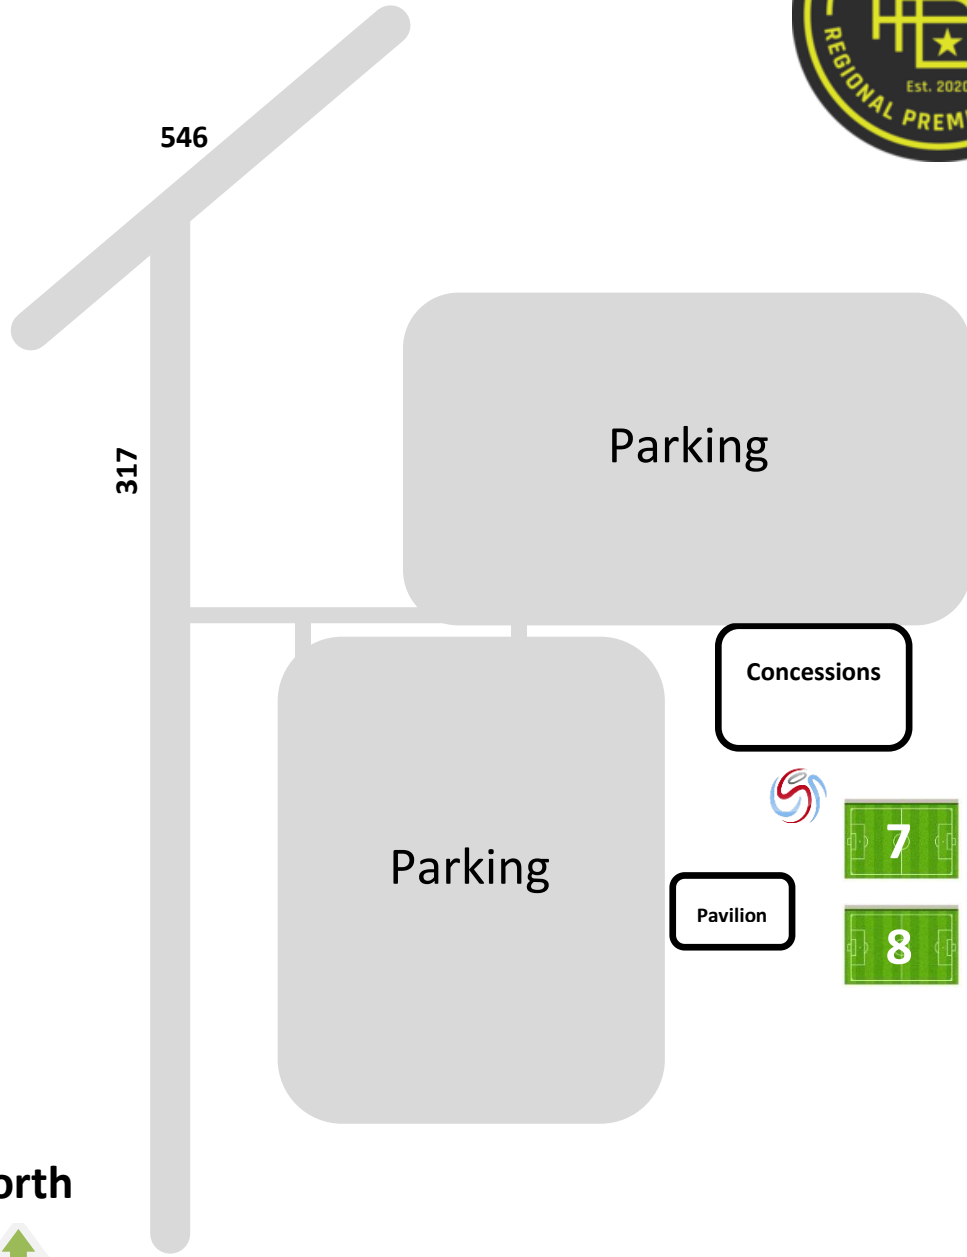 Est. 2020
REGIONAL PREM
546
317
Parking
Concessions
7
Parking
Pavilion
8
orth